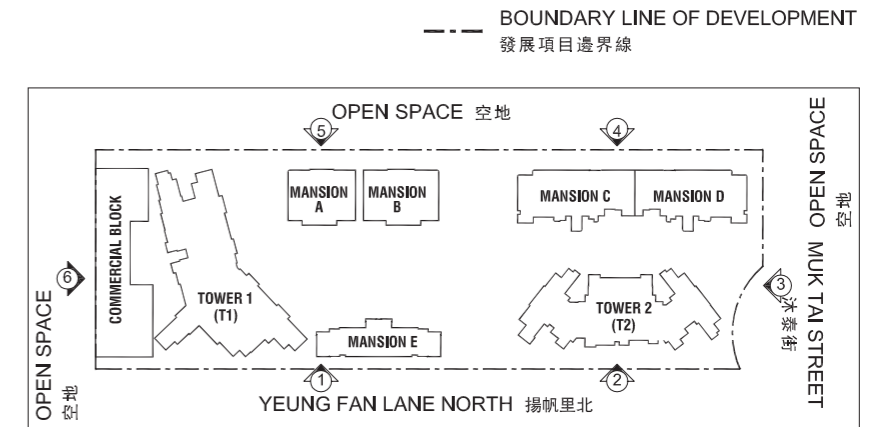 BOUNDARY LINE OF DEVELOPMENT
發展項目邊界線
OPEN SPACE 空地
5
4
MANSION
A
MANSION
B
MANSION C
MANSION D
COMMERCIAL BLOCK
6
TOWER 1
(T1)
TOWER 2
(T2)
MANSION E
3
1
2
YEUNG FAN LANE NORTH 揚帆里北
OPEN SPACE
空地
OPEN SPACE
空地
MUK TAI STREET
沐泰街